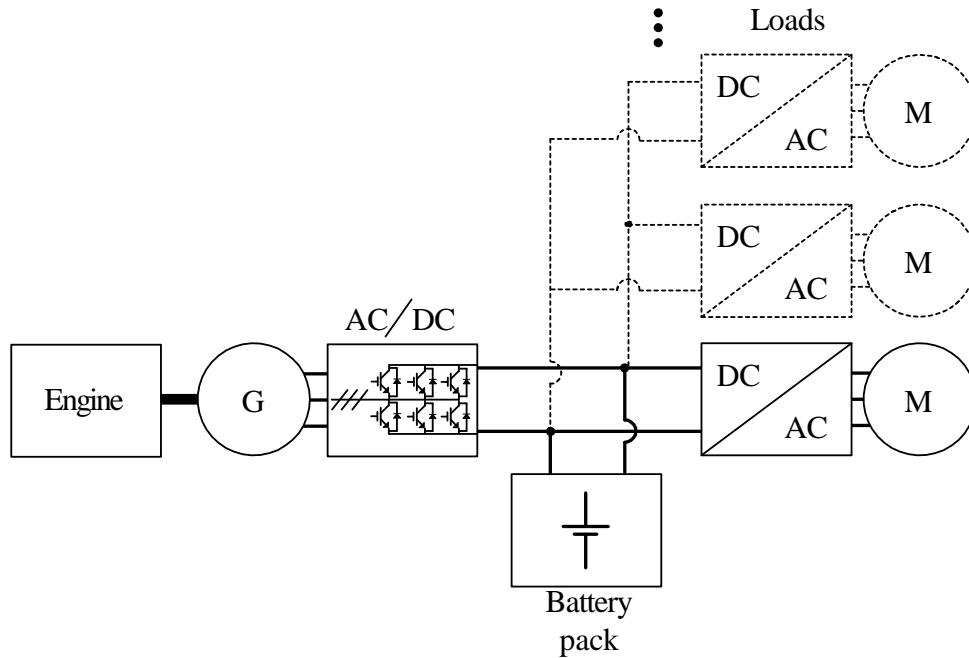 Loads
DC
AC
M
DC
AC
M
AC/DC
Engine
G
DC
AC
M
Battery
pack